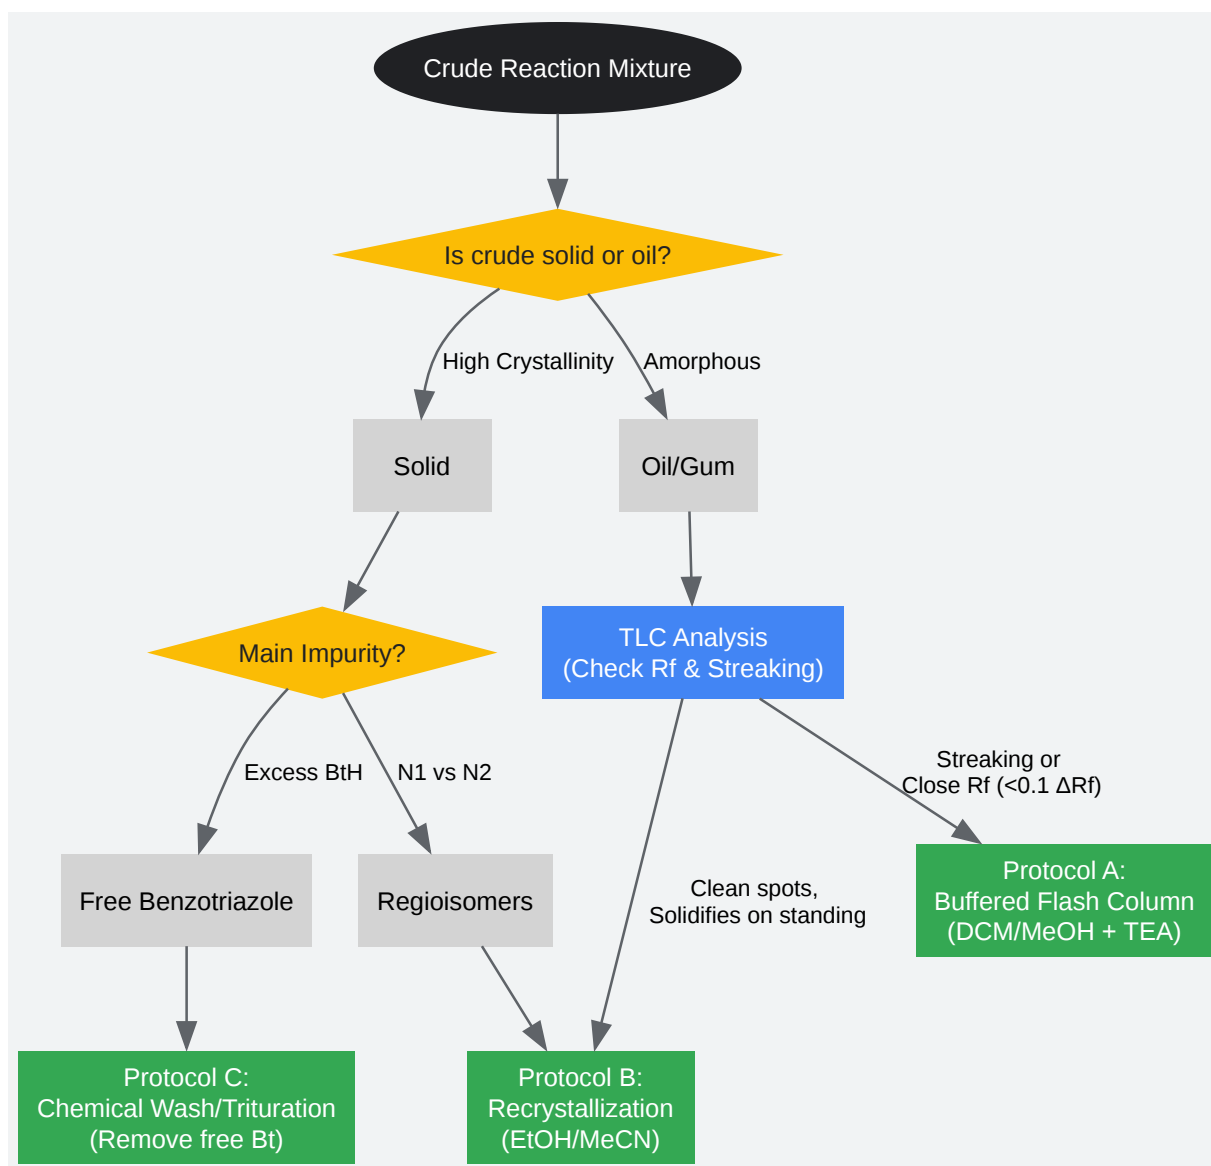 Crude Reaction Mixture
Is crude solid or oil?
High Crystallinity
Amorphous
Solid
Oil/Gum
Main Impurity?
TLC Analysis
(Check Rf & Streaking)
Excess BtH
N1 vs N2
Streaking or
Close Rf (<0.1 ΔRf)
Free Benzotriazole
Regioisomers
Clean spots,
Solidifies on standing
Protocol A:
Buffered Flash Column
(DCM/MeOH + TEA)
Protocol C:
Chemical Wash/Trituration
(Remove free Bt)
Protocol B:
Recrystallization
(EtOH/MeCN)